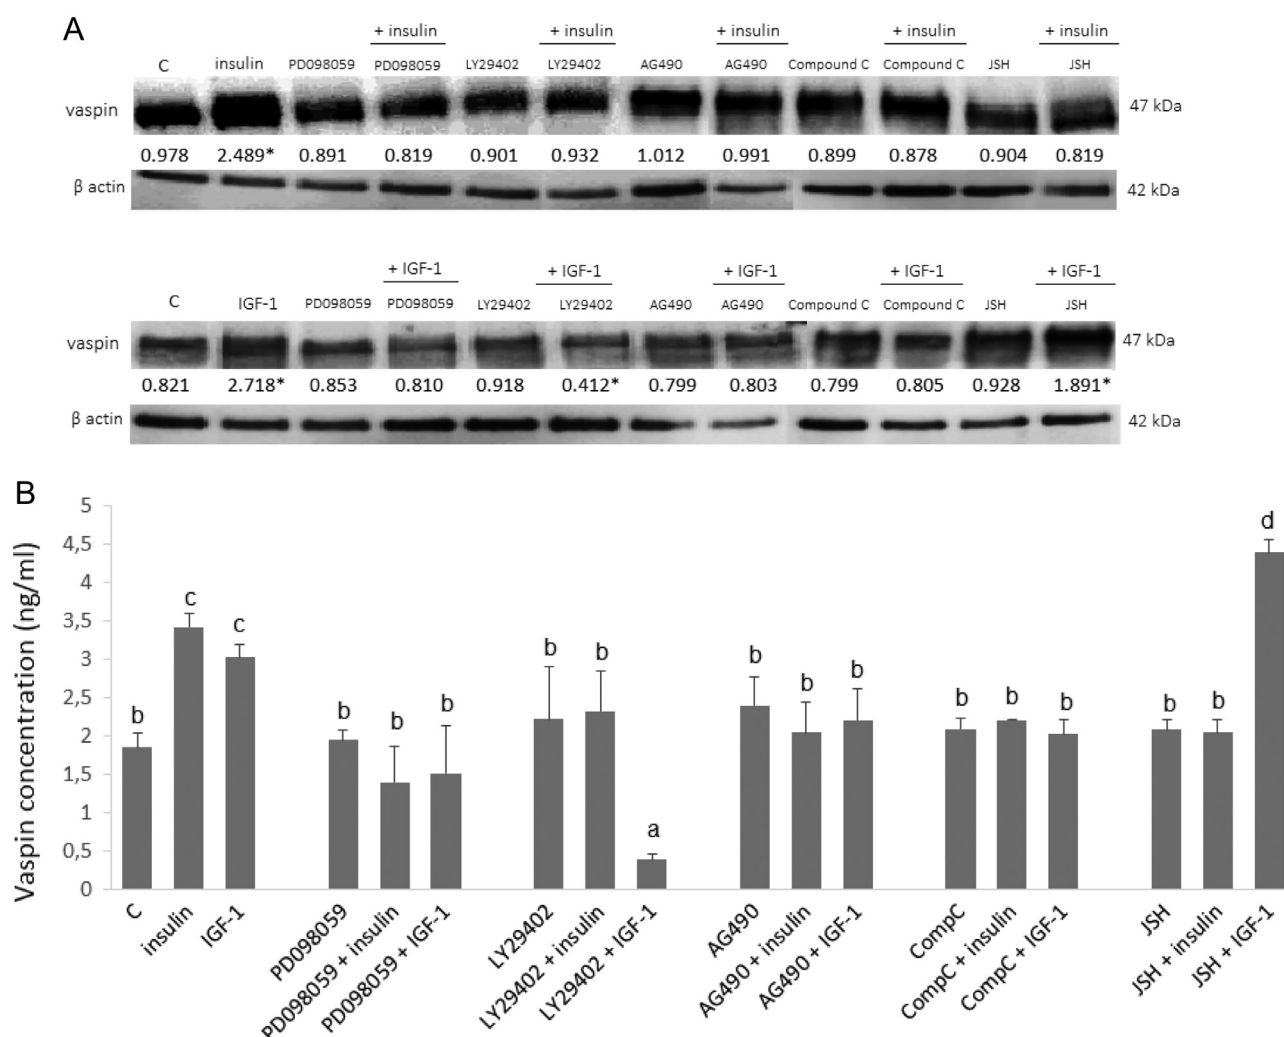 A
+ insulin + insulin + insulin + insulin + insulin
C insulin PD098059 PD098059 LY29402 LY29402 AG490 AG490 Compound C Compound C JSH JSH
vaspin 47 kDa
0.978 2.489* 0.891 0.819 0.901 0.932 1.012 0.991 0.899 0.878 0.904 0.819
β actin 42 kDa
+ IGF-1 + IGF-1 + IGF-1 + IGF-1 + IGF-1
C IGF-1 PD098059 PD098059 LY29402 LY29402 AG490 AG490 Compound C Compound C JSH JSH
vaspin 47 kDa
0.821 2.718* 0.853 0.810 0.918 0.412* 0.799 0.803 0.799 0.805 0.928 1.891*
β actin 42 kDa
B
Vaspin concentration (ng/ml)
5
4,5
4
3,5
3
2,5
2
1,5
1
0,5
0
b c c b b b b b a b b b b b b b b d
C
insulin
IGF-1
PD098059
PD098059 + insulin
PD098059 + IGF-1
LY29402
LY29402 + insulin
LY29402 + IGF-1
AG490
AG490 + insulin
AG490 + IGF-1
CompC
CompC + insulin
CompC + IGF-1
JSH
JSH + insulin
JSH + IGF-1